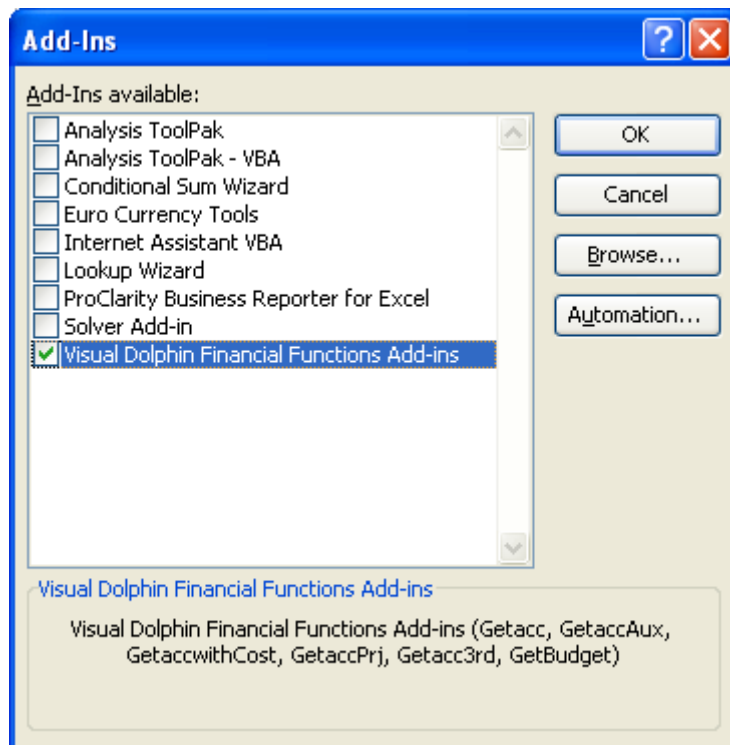 Add-Ins
Add-Ins available:
Analysis ToolPak
Analysis ToolPak - VBA
Conditional Sum Wizard
Euro Currency Tools
Internet Assistant VBA
Lookup Wizard
ProClarity Business Reporter for Excel
Solver Add-in
Visual Dolphin Financial Functions Add-ins
OK
Cancel
Browse...
Automation...
Visual Dolphin Financial Functions Add-ins
Visual Dolphin Financial Functions Add-ins (Getacc, GetaccAux,
GetaccwithCost, GetaccPrj, Getacc3rd, GetBudget)